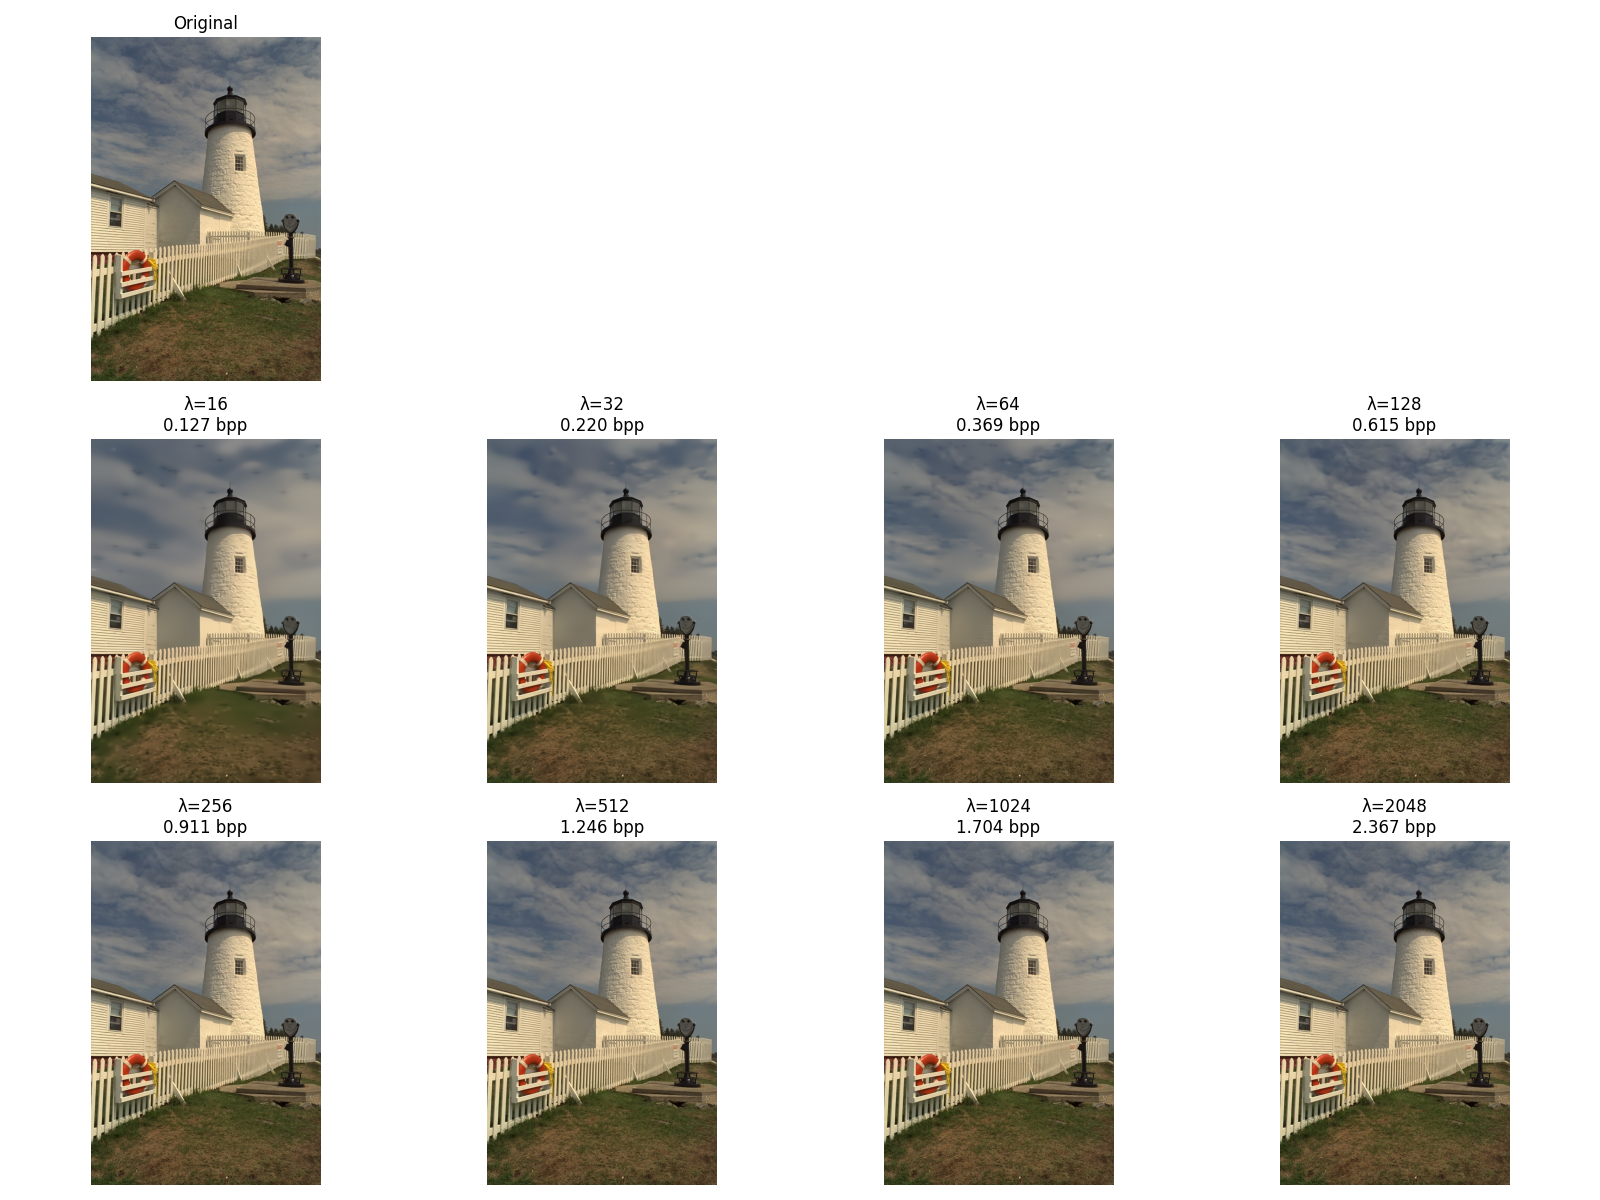 Original
λ=16
0.127 bpp
λ=32
0.220 bpp
λ=64
0.369 bpp
λ=128
0.615 bpp
λ=256
0.911 bpp
λ=512
1.246 bpp
λ=1024
1.704 bpp
λ=2048
2.367 bpp